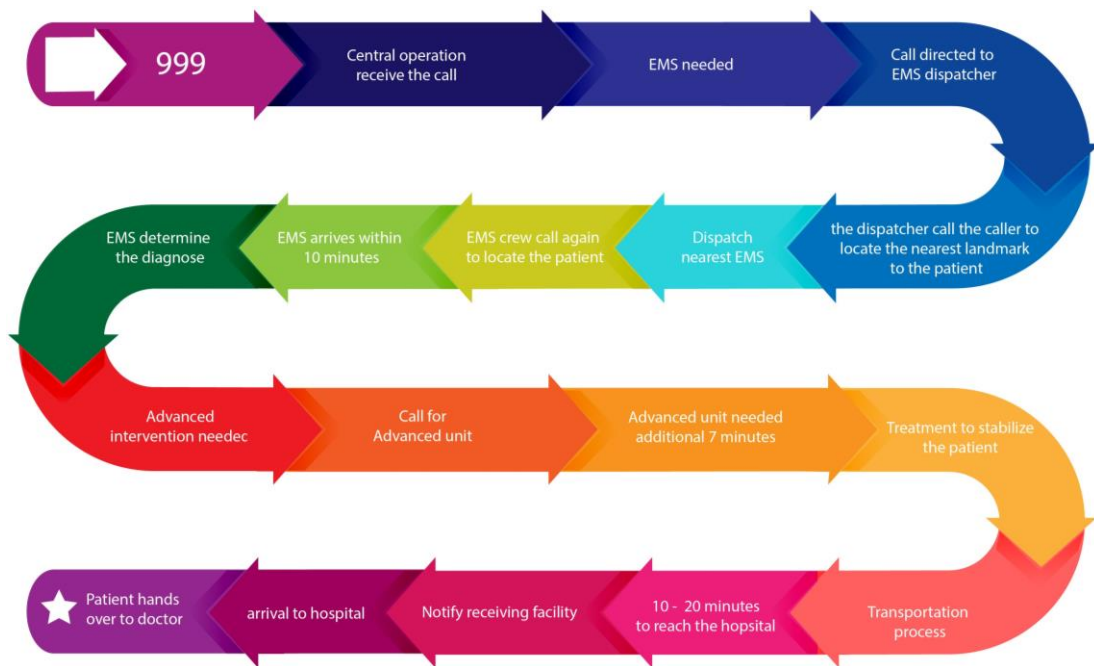 999
Central operation
receive the call
EMS needed
Call directed to
EMS dispatcher
the dispatcher call the caller to
locate the nearest landmark
to the patient
Dispatch
nearest EMS
EMS crew call again
to locate the patient
EMS arrives within
10 minutes
EMS determine
the diagnose
Advanced
intervention needec
Call for
Advanced unit
Advanced unit needed
additional 7 minutes
Treatment to stabilize
the patient
Transportation
process
10 - 20 minutes
to reach the hopsital
Notify receiving facility
arrival to hospital
Patient hands
over to doctor